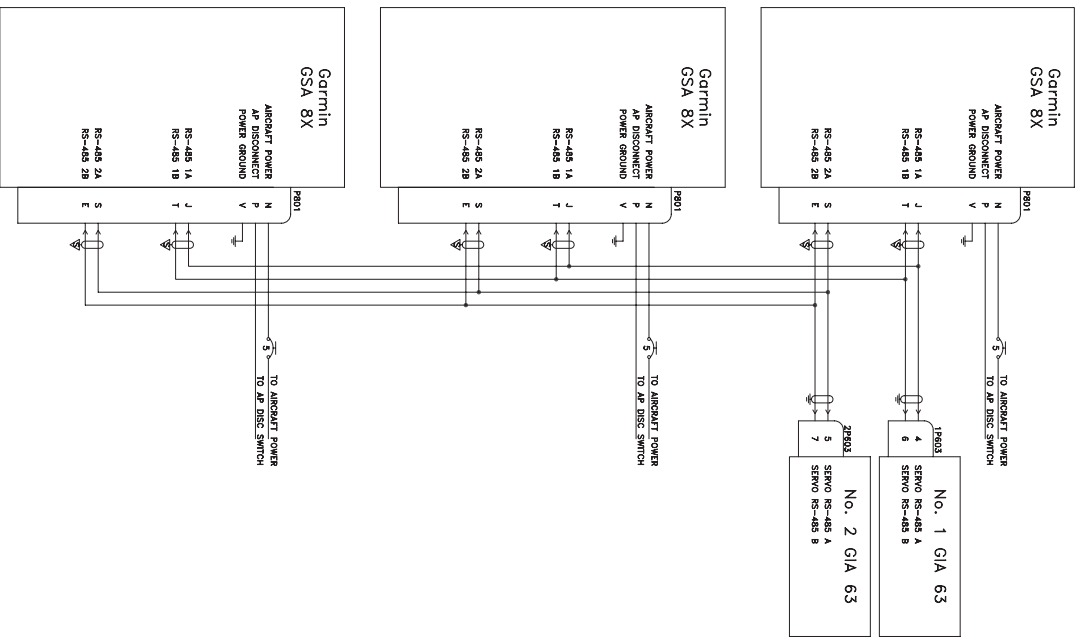 Garmin
GSA 8X
P801
AIRCRAFT POWER N
AP DISCONNECT P
POWER GROUND V
RS-485 1A J
RS-485 1B T
RS-485 2A S
RS-485 2B E
5
TO AIRCRAFT POWER
TO AP DISC SWITCH
1P603
No. 1 GIA 63
4 SERVO RS-485 A
6 SERVO RS-485 B
2P603
No. 2 GIA 63
5 SERVO RS-485 A
7 SERVO RS-485 B
Garmin
GSA 8X
P801
AIRCRAFT POWER N
AP DISCONNECT P
POWER GROUND V
RS-485 1A J
RS-485 1B T
RS-485 2A S
RS-485 2B E
5
TO AIRCRAFT POWER
TO AP DISC SWITCH
Garmin
GSA 8X
P801
AIRCRAFT POWER N
AP DISCONNECT P
POWER GROUND V
RS-485 1A J
RS-485 1B T
RS-485 2A S
RS-485 2B E
5
TO AIRCRAFT POWER
TO AP DISC SWITCH